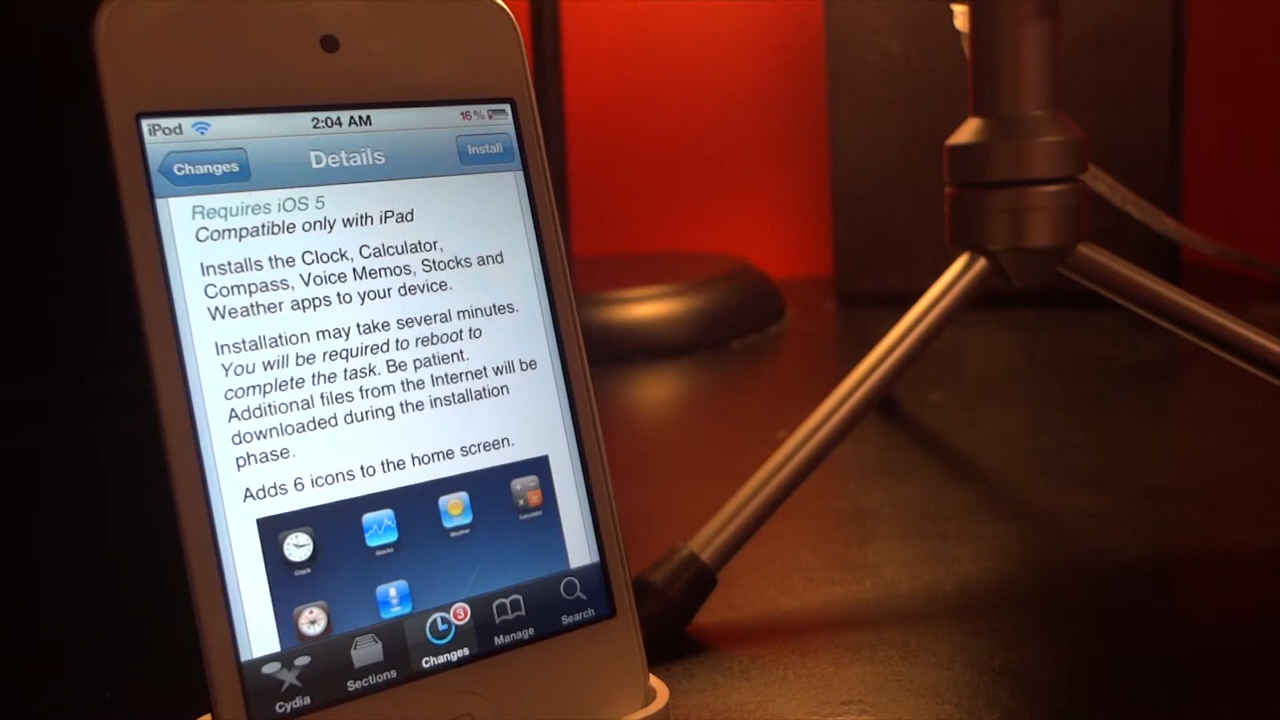 iPod 2:04 AM 16%
Changes Details Install
Requires iOS 5
Compatible only with iPad
Installs the Clock, Calculator,
Compass, Voice Memos, Stocks and
Weather apps to your device.
Installation may take several minutes.
You will be required to reboot to
complete the task. Be patient.
Additional files from the Internet will be
downloaded during the installation
phase.
Adds 6 icons to the home screen.
Clock Stocks Weather Calculator
3
Cydia Sections Changes Manage Search